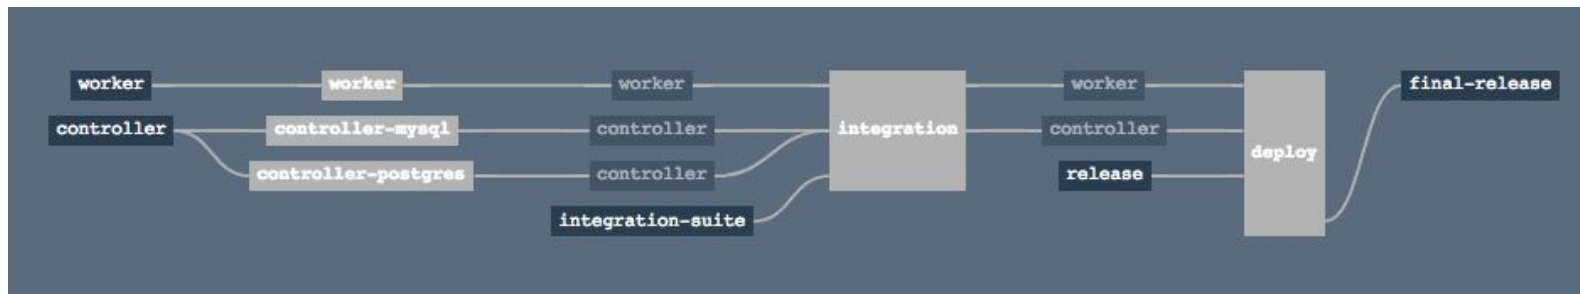 worker worker worker worker final-release
controller controller-mysql controller integration controller
deploy
controller-postgres controller release
integration-suite